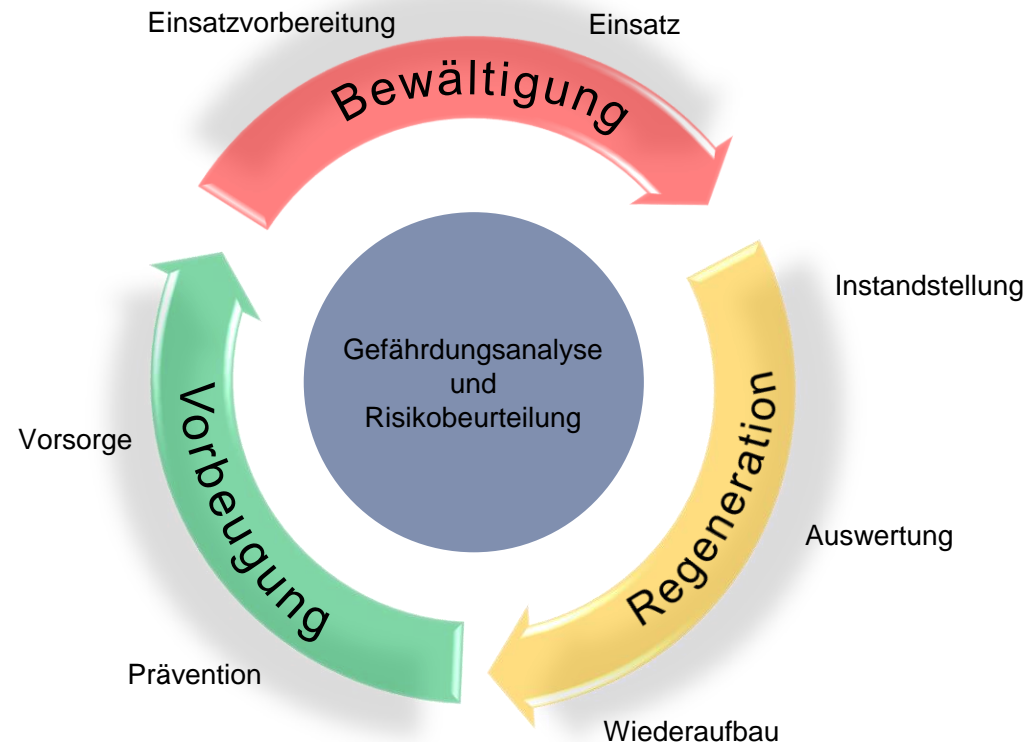 Einsatzvorbereitung
Einsatz
Bewältigung
Instandstellung
Gefährdungsanalyse
und
Risikobeurteilung
Regeneration
Vorbeugung
Vorsorge
Auswertung
Prävention
Wiederaufbau